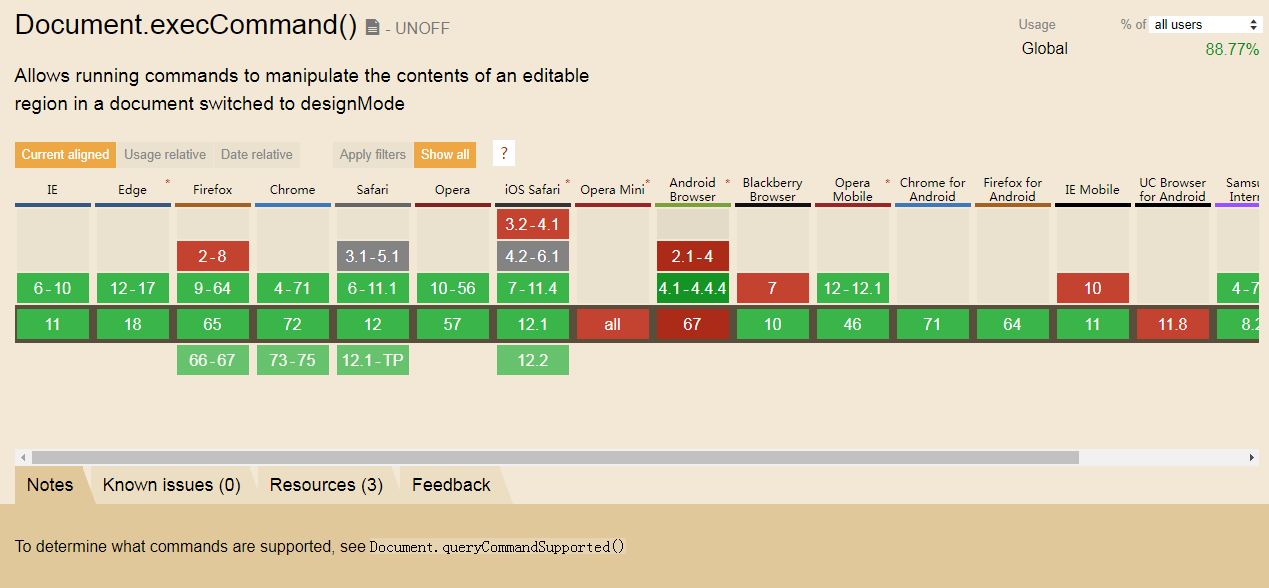 Document.execCommand() - UNOFF
Usage % of all users
Global 88.77%
Allows running commands to manipulate the contents of an editable
region in a document switched to designMode
Current aligned Usage relative Date relative Apply filters Show all ?
IE Edge * Firefox Chrome Safari Opera iOS Safari * Opera Mini * Android Browser * Blackberry Browser Opera Mobile * Chrome for Android Firefox for Android IE Mobile UC Browser for Android
3.2-4.1
2-8 3.1-5.1 4.2-6.1 2.1-4
6-10 12-17 9-64 4-71 6-11.1 10-56 7-11.4 4.1-4.4.4 7 12-12.1 10
11 18 65 72 12 57 12.1 all 67 10 46 71 64 11 11.8
66-67 73-75 12.1-TP 12.2
Notes Known issues (0) Resources (3) Feedback
To determine what commands are supported, see Document.queryCommandSupported()